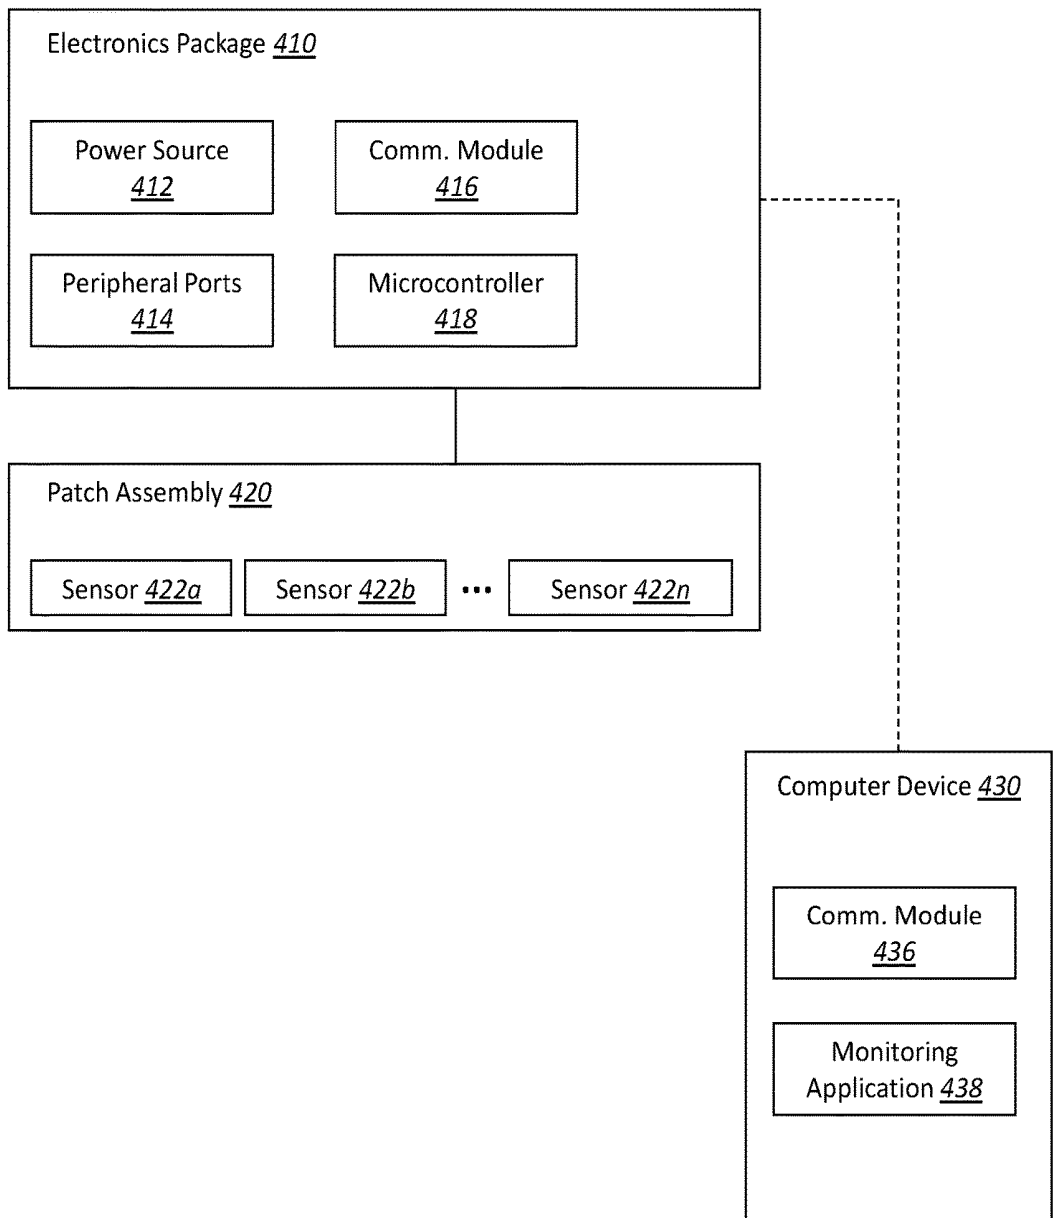 Electronics Package 410
Power Source
412
Comm. Module
416
Peripheral Ports
414
Microcontroller
418
Patch Assembly 420
Sensor 422a
Sensor 422b
...
Sensor 422n
Computer Device 430
Comm. Module
436
Monitoring
Application 438